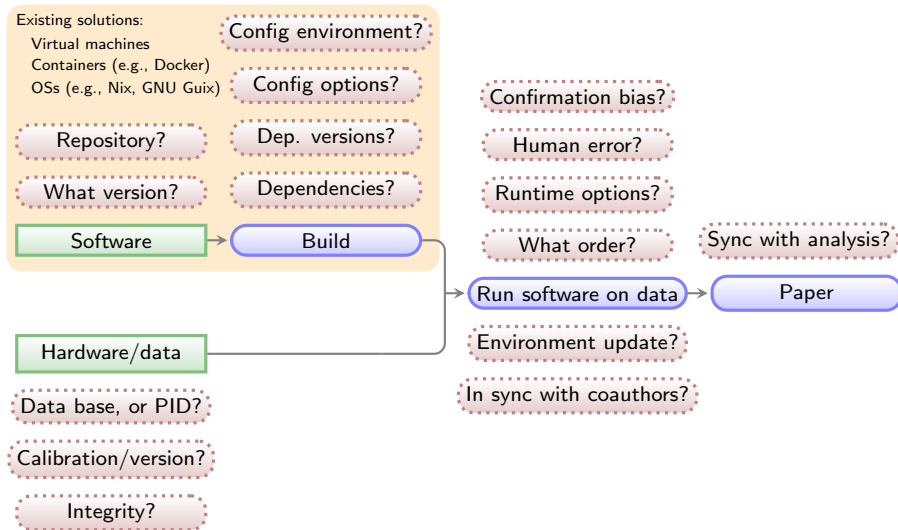 Existing solutions:
Virtual machines
Containers (e.g., Docker)
OSs (e.g., Nix, GNU Guix)
Repository?
What version?
Software
Config environment?
Config options?
Dep. versions?
Dependencies?
Build
Hardware/data
Data base, or PID?
Calibration/version?
Integrity?
Confirmation bias?
Human error?
Runtime options?
What order?
Run software on data
Environment update?
In sync with coauthors?
Sync with analysis?
Paper